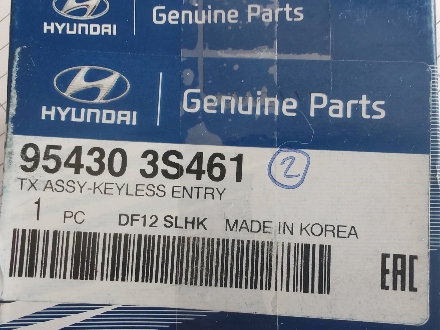 HYUNDAI Genuine Parts
HYUNDAI Genuine Parts
95430 3S461 2
TX ASSY-KEYLESS ENTRY
1 PC DF12 SLHK MADE IN KOREA
EAC